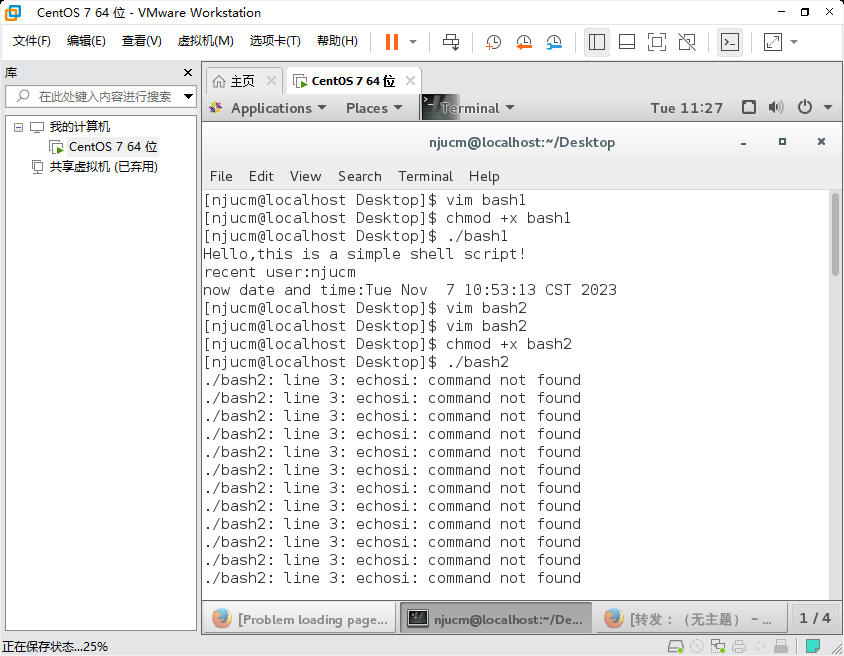 CentOS 7 64 位 - VMware Workstation
文件(F) 编辑(E) 查看(V) 虚拟机(M) 选项卡(T) 帮助(H)
库
在此处键入内容进行搜索
我的计算机
CentOS 7 64 位
共享虚拟机 (已弃用)
主页 CentOS 7 64 位
Applications Places Terminal Tue 11:27
njucm@localhost:~/Desktop
File Edit View Search Terminal Help
[njucm@localhost Desktop]$ vim bash1
[njucm@localhost Desktop]$ chmod +x bash1
[njucm@localhost Desktop]$ ./bash1
Hello,this is a simple shell script!
recent user:njucm
now date and time:Tue Nov  7 10:53:13 CST 2023
[njucm@localhost Desktop]$ vim bash2
[njucm@localhost Desktop]$ vim bash2
[njucm@localhost Desktop]$ chmod +x bash2
[njucm@localhost Desktop]$ ./bash2
./bash2: line 3: echosi: command not found
./bash2: line 3: echosi: command not found
./bash2: line 3: echosi: command not found
./bash2: line 3: echosi: command not found
./bash2: line 3: echosi: command not found
./bash2: line 3: echosi: command not found
./bash2: line 3: echosi: command not found
./bash2: line 3: echosi: command not found
./bash2: line 3: echosi: command not found
./bash2: line 3: echosi: command not found
./bash2: line 3: echosi: command not found
./bash2: line 3: echosi: command not found
[Problem loading page... njucm@localhost:~/De... [转发：（无主题） – ... 1 / 4
正在保存状态...25%